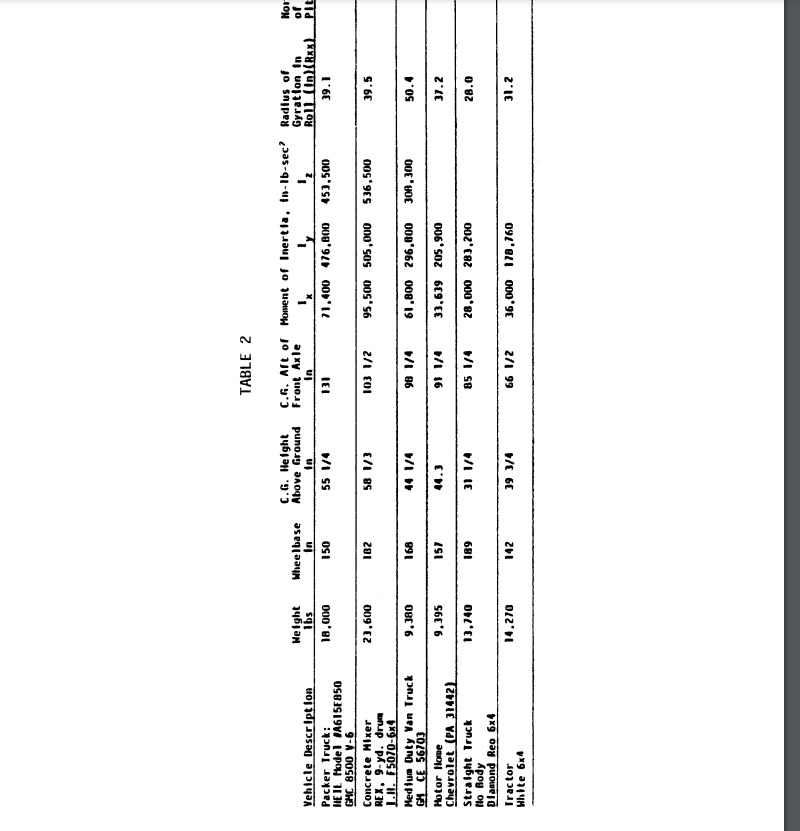 TABLE 2
Vehicle Description Weight lbs Wheelbase in C.G. Height Above Ground in C.G. Aft of Front Axle in Moment of Inertia, in-lb-sec² Ix Iy Iz Radius of Gyration in Roll (in)(Rxx) of
Packer Truck: 18,000 150 55 1/4 131 71,400 476,800 453,500 39.1
HEIL Model #A615E850
GMC 8500 V-6
Concrete Mixer 23,600 182 58 1/3 103 1/2 95,500 505,000 536,500 39.5
REX, 9-yd. drum
I.H. F5070-6x4
Medium Duty Van Truck 9,380 168 44 1/4 98 1/4 61,800 296,800 308,300 50.4
GM CE 56703
Motor Home 9,395 157 44.3 91 1/4 33,639 205,900 37.2
Chevrolet (PA 31442)
Straight Truck 13,740 189 31 1/4 85 1/4 28,000 283,200 28.0
No Body
Diamond Reo 6x4
Tractor 14,270 142 39 3/4 66 1/2 36,000 178,760 31.2
White 6x4